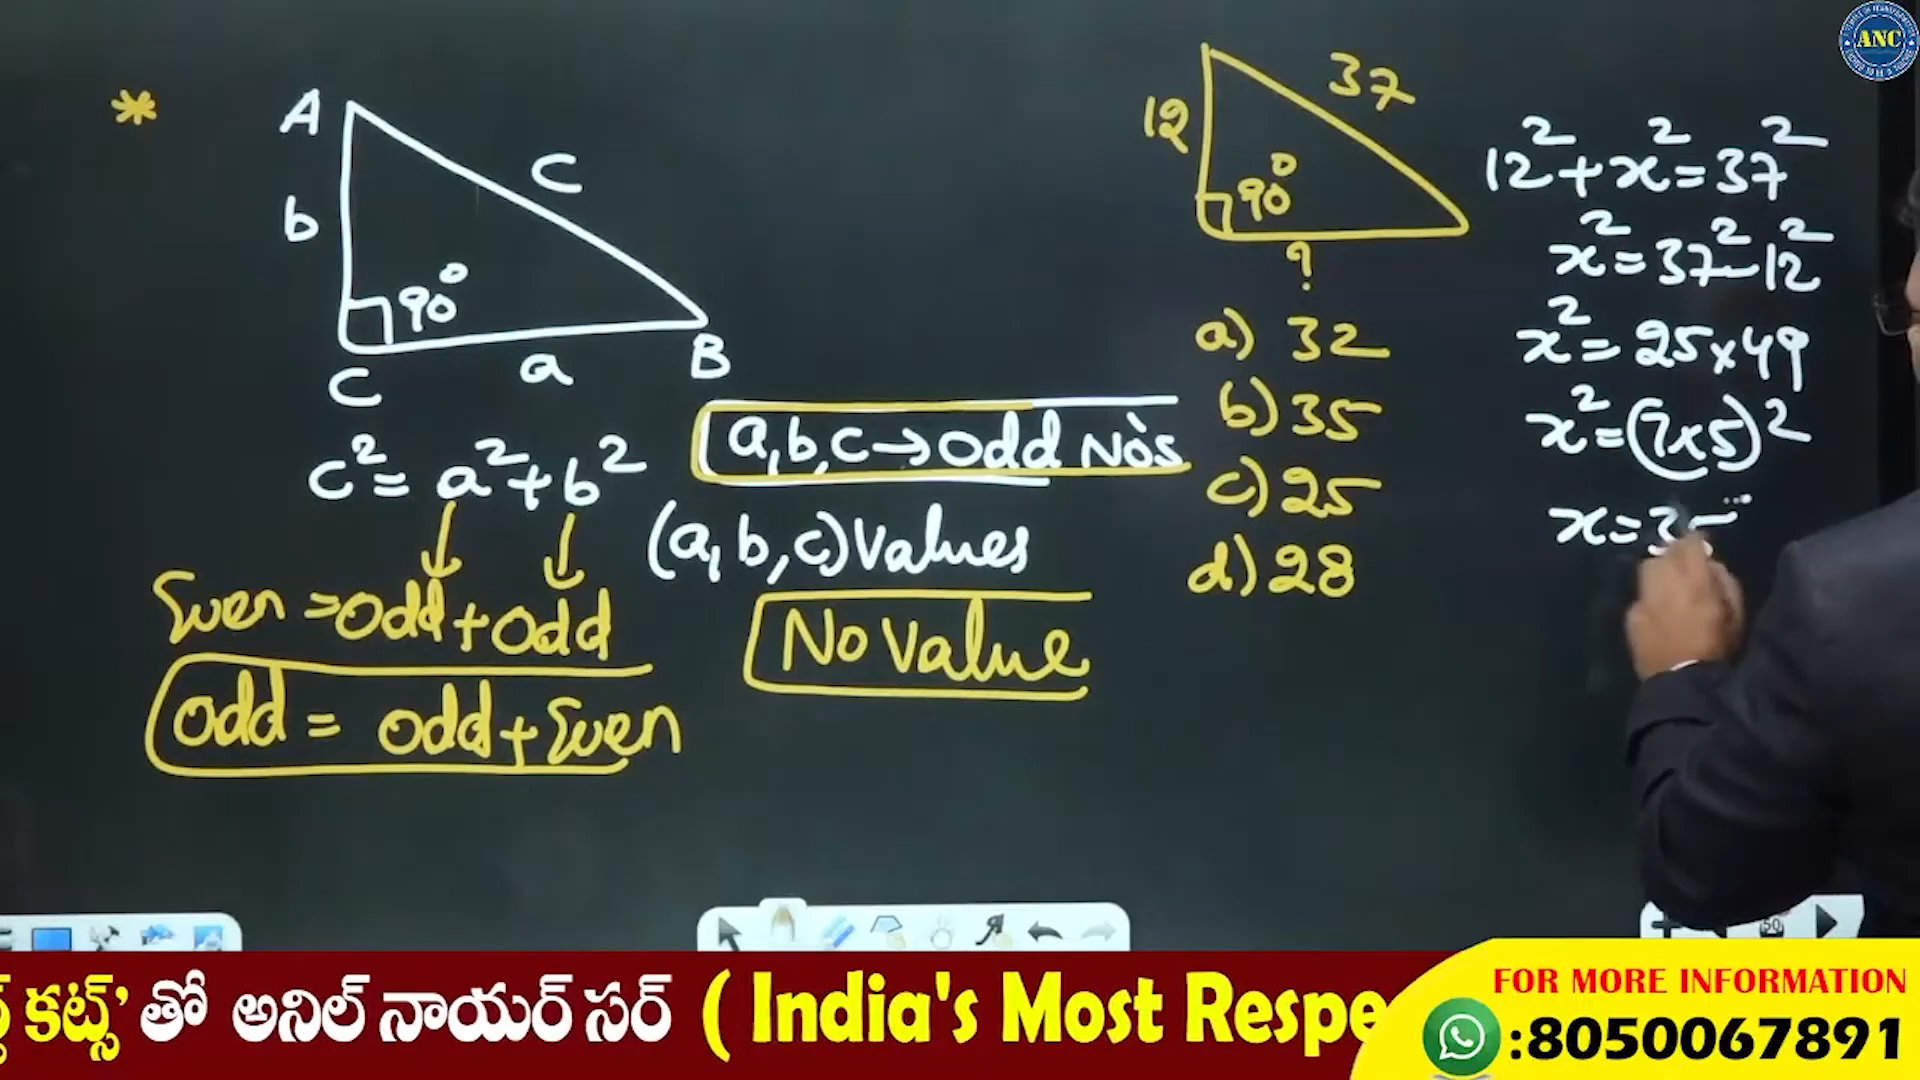 *
A
b
C
90°
C
a
B
c² = a² + b²
Even = odd + odd
odd = odd + Even
a, b, c → odd Nos
(a, b, c) Values
No Value
12
37
90°
?
a) 32
b) 35
c) 25
d) 28
12² + x² = 37²
x² = 37² - 12²
x² = 25 × 49
x² = (7×5)²
x = 35
ANC
కట్స్’ తో అనిల్ నాయర్ సర్ ( India's Most Respe
FOR MORE INFORMATION
:8050067891